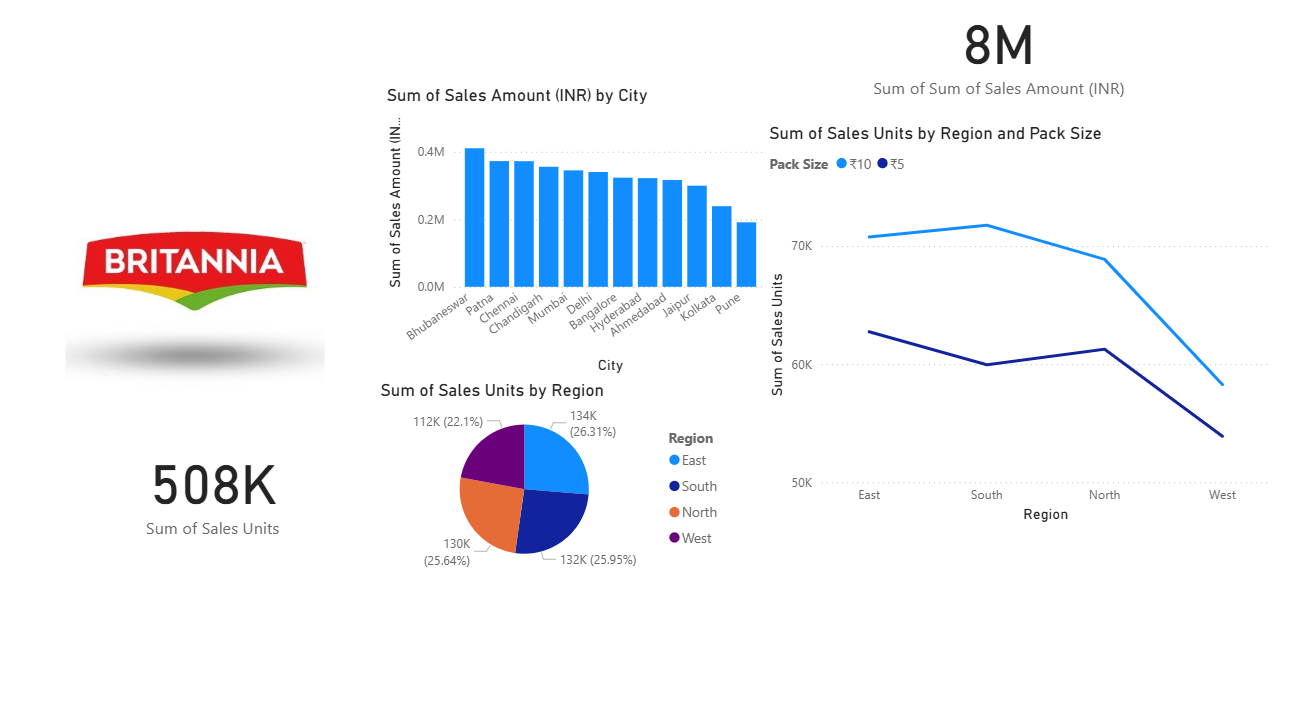 8M
Sum of Sum of Sales Amount (INR)
Sum of Sales Amount (INR) by City
Sum of Sales Amount (IN...
0.4M
0.2M
0.0M
Bhubaneswar
Patna
Chennai
Chandigarh
Mumbai
Delhi
Bangalore
Hyderabad
Ahmedabad
Jaipur
Kolkata
Pune
City
Sum of Sales Units by Region and Pack Size
Pack Size ₹10 ₹5
Sum of Sales Units
70K
60K
50K
East South North West
Region
BRITANNIA
508K
Sum of Sales Units
Sum of Sales Units by Region
112K (22.1%)
134K
(26.31%)
130K
(25.64%)
132K (25.95%)
Region
East
South
North
West